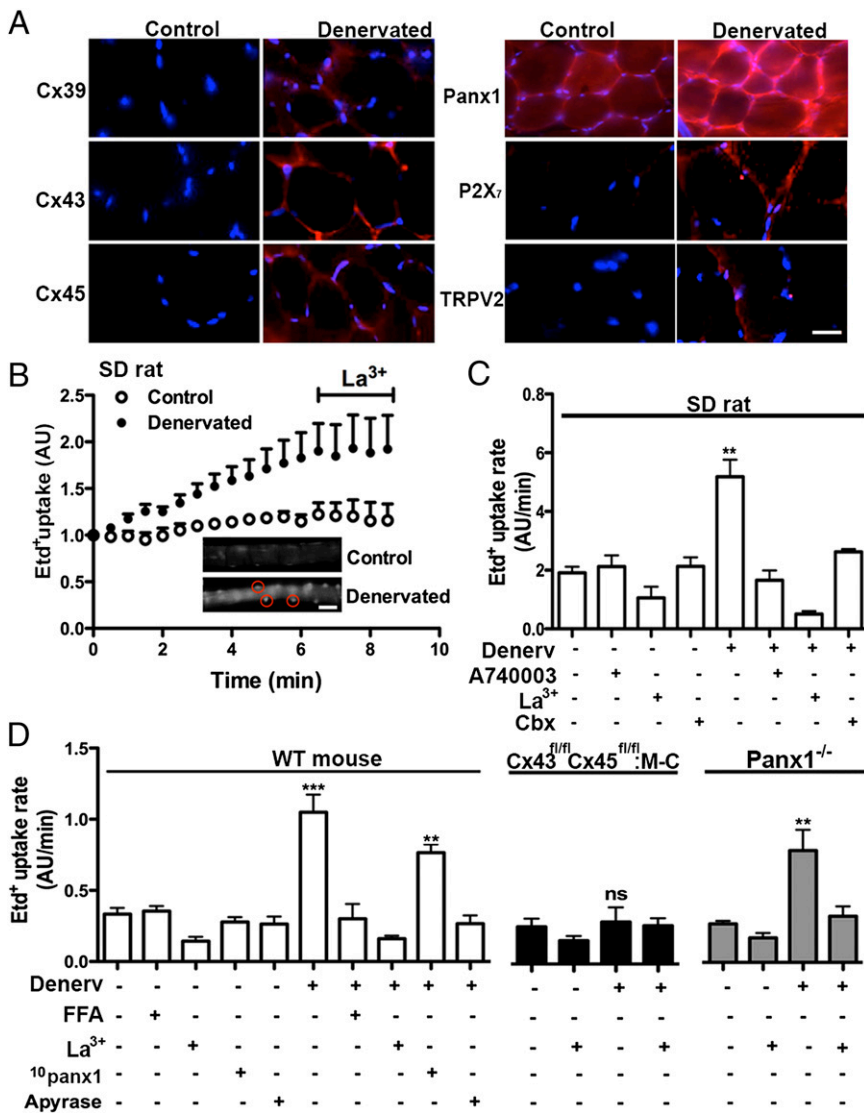 A
Control Denervated
Cx39
Cx43
Cx45
Control Denervated
Panx1
P2X₇
TRPV2
B
SD rat
Control
Denervated
La³⁺
Etd⁺uptake (AU)
2.5
2.0
1.5
1.0
0.5
0.0
0 2 4 6 8 10
Time (min)
Control
Denervated
C
SD rat
**
Etd⁺ uptake rate
(AU/min)
8
6
4
2
0
Denerv - - - - + + + +
A740003 - + - - - + - -
La³⁺ - - + - - - + -
Cbx - - - + - - - +
D
WT mouse
Cx43fl/flCx45fl/fl:M-C
Panx1⁻/⁻
Etd⁺ uptake rate
(AU/min)
1.5
1.0
0.5
0.0
***
**
ns
**
Denerv - - - - - + + + + + - - + + - - + +
FFA - + - - - - + - - - - - - - - - - -
La³⁺ - - + - - - - + - - - + - + - + - +
¹⁰panx1 - - - + - - - - + - - - - - - - - -
Apyrase - - - - + - - - - + - - - - - - - -